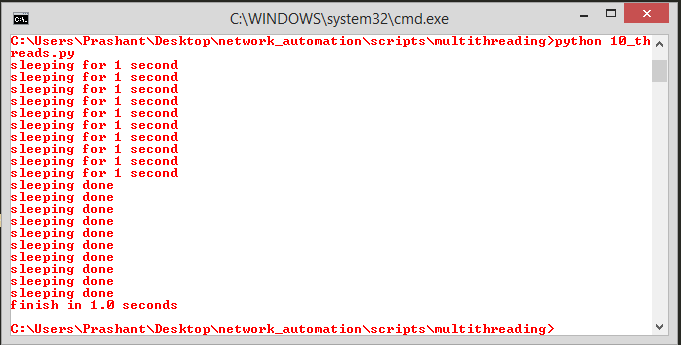 C:\WINDOWS\system32\cmd.exe
C:\Users\Prashant\Desktop\network_automation\scripts\multithreading>python 10_th
reads.py
sleeping for 1 second
sleeping for 1 second
sleeping for 1 second
sleeping for 1 second
sleeping for 1 second
sleeping for 1 second
sleeping for 1 second
sleeping for 1 second
sleeping for 1 second
sleeping for 1 second
sleeping done
sleeping done
sleeping done
sleeping done
sleeping done
sleeping done
sleeping done
sleeping done
sleeping done
sleeping done
finish in 1.0 seconds
C:\Users\Prashant\Desktop\network_automation\scripts\multithreading>